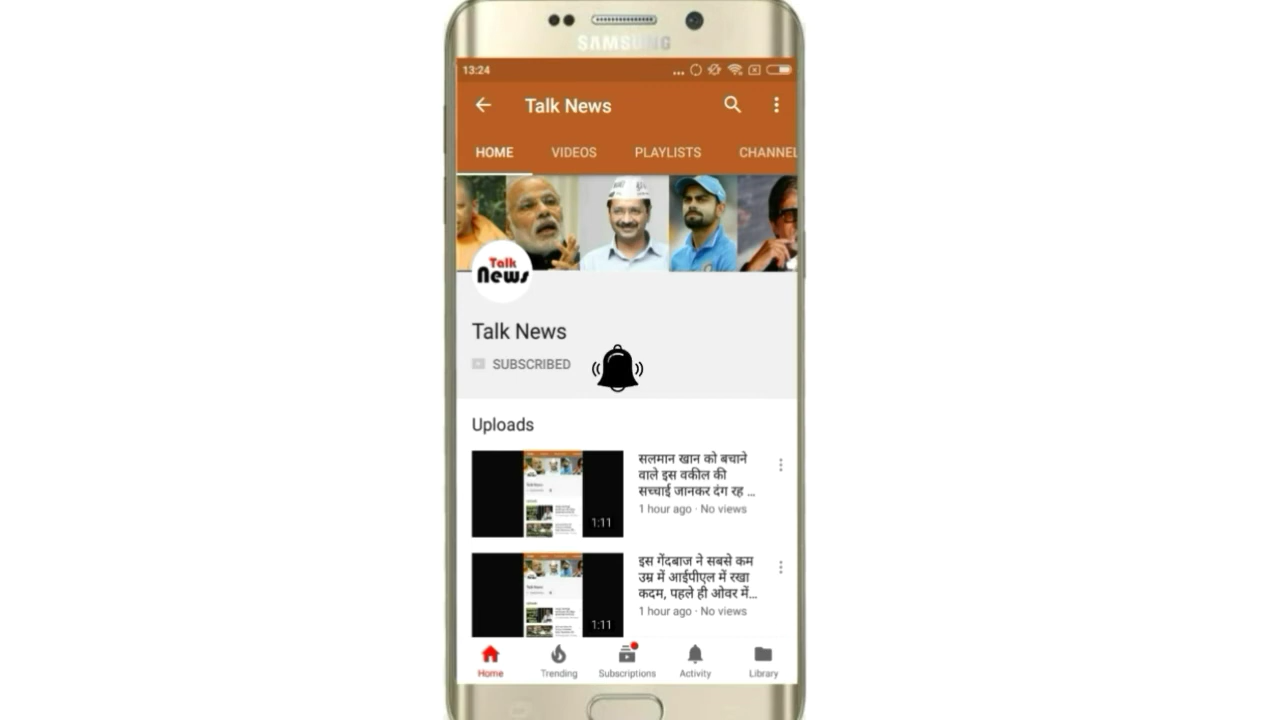 SAMSUNG
13:24
Talk News
HOME VIDEOS PLAYLISTS CHANNEL
Talk
News
Talk News
SUBSCRIBED
Uploads
सलमान खान को बचाने
वाले इस वकील की
सच्चाई जानकर दंग रह ...
1 hour ago · No views
1:11
इस गेंदबाज ने सबसे कम
उम्र में आईपीएल में रखा
कदम, पहले ही ओवर में...
1 hour ago · No views
1:11
Home Trending Subscriptions Activity Library